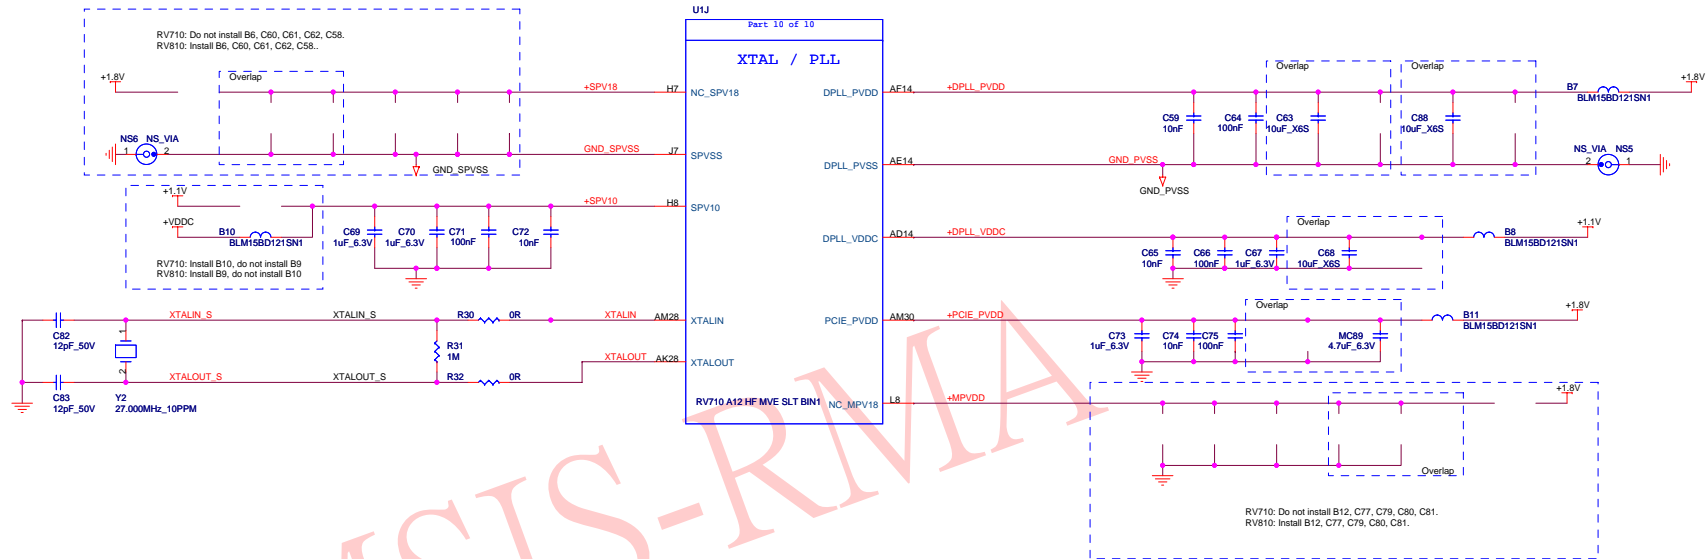 U1J
Part 10 of 10
XTAL / PLL
RV710: Do not install B6, C60, C61, C62, C58.
RV810: Install B6, C60, C61, C62, C58..
+1.8V
Overlap
+SPV18
H7
NC_SPV18
NS6 NS_VIA
1
2
GND_SPVSS
J7
SPVSS
GND_SPVSS
+1.1V
+SPV10
H8
SPV10
+VDDC
B10
BLM15BD121SN1
C69
1uF_6.3V
C70
1uF_6.3V
C71
100nF
C72
10nF
RV710: Install B10, do not install B9
RV810: Install B9, do not install B10
XTALIN_S
XTALIN_S
R30
0R
XTALIN
AM28
XTALIN
C82
12pF_50V
1
2
R31
1M
XTALOUT
AK28
XTALOUT
XTALOUT_S
XTALOUT_S
R32
0R
C83
12pF_50V
Y2
27.000MHz_10PPM
RV710 A12 HF MVE SLT BIN1
DPLL_PVDD
AF14
+DPLL_PVDD
Overlap
Overlap
B7
BLM15BD121SN1
+1.8V
C59
10nF
C64
100nF
C63
10uF_X6S
C88
10uF_X6S
DPLL_PVSS
AE14
GND_PVSS
GND_PVSS
NS_VIA NS5
2
1
DPLL_VDDC
AD14
+DPLL_VDDC
Overlap
B8
BLM15BD121SN1
+1.1V
C65
10nF
C66
100nF
C67
1uF_6.3V
C68
10uF_X6S
PCIE_PVDD
AM30
+PCIE_PVDD
Overlap
B11
BLM15BD121SN1
+1.8V
C73
1uF_6.3V
C74
10nF
C75
100nF
MC89
4.7uF_6.3V
NC_MPV18
L8
+MPVDD
+1.8V
Overlap
RV710: Do not install B12, C77, C79, C80, C81.
RV810: Install B12, C77, C79, C80, C81.
MSIS-RMA